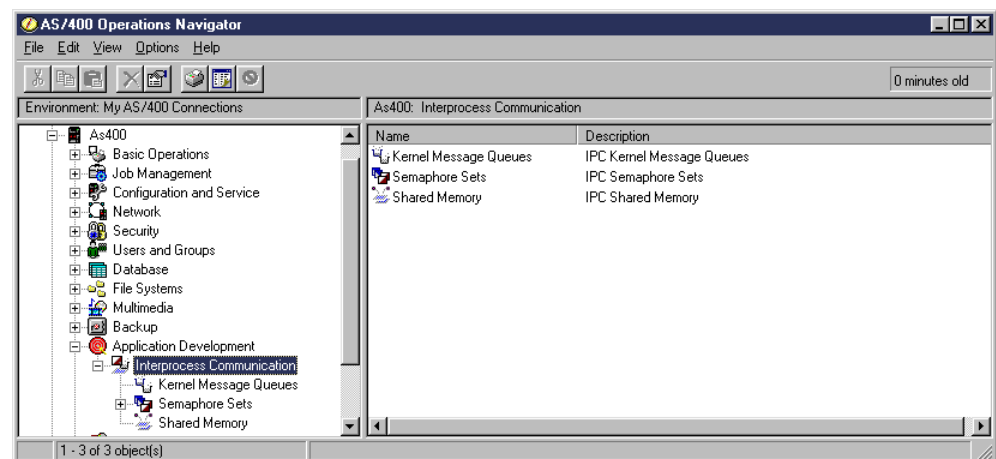 AS/400 Operations Navigator
File Edit View Options Help
0 minutes old
Environment: My AS/400 Connections
As400: Interprocess Communication
As400
Basic Operations
Job Management
Configuration and Service
Network
Security
Users and Groups
Database
File Systems
Multimedia
Backup
Application Development
Interprocess Communication
Kernel Message Queues
Semaphore Sets
Shared Memory
Name Description
Kernel Message Queues IPC Kernel Message Queues
Semaphore Sets IPC Semaphore Sets
Shared Memory IPC Shared Memory
1 - 3 of 3 object(s)